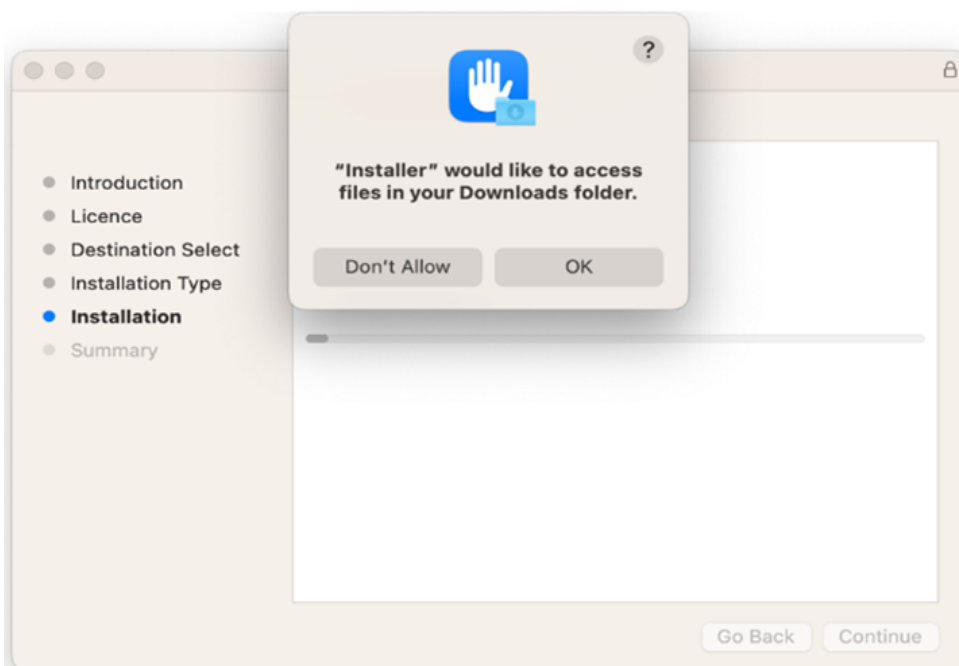 ?
“Installer” would like to access
files in your Downloads folder.
Don't Allow
OK
Introduction
Licence
Destination Select
Installation Type
Installation
Summary
Go Back
Continue